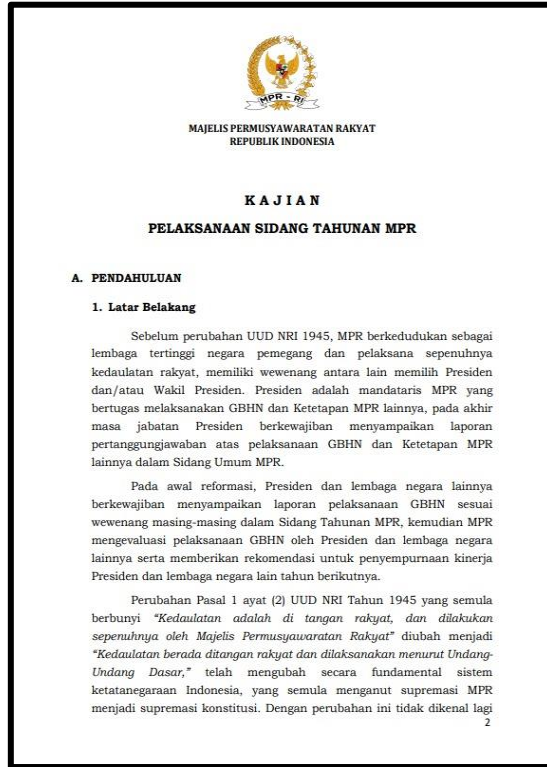 MPR - RI
MAJELIS PERMUSYAWARATAN RAKYAT
REPUBLIK INDONESIA
K A J I A N
PELAKSANAAN SIDANG TAHUNAN MPR
A. PENDAHULUAN
1. Latar Belakang
Sebelum perubahan UUD NRI 1945, MPR berkedudukan sebagai
lembaga tertinggi negara pemegang dan pelaksana sepenuhnya
kedaulatan rakyat, memiliki wewenang antara lain memilih Presiden
dan/atau Wakil Presiden. Presiden adalah mandataris MPR yang
bertugas melaksanakan GBHN dan Ketetapan MPR lainnya, pada akhir
masa jabatan Presiden berkewajiban menyampaikan laporan
pertanggungjawaban atas pelaksanaan GBHN dan Ketetapan MPR
lainnya dalam Sidang Umum MPR.
Pada awal reformasi, Presiden dan lembaga negara lainnya
berkewajiban menyampaikan laporan pelaksanaan GBHN sesuai
wewenang masing-masing dalam Sidang Tahunan MPR, kemudian MPR
mengevaluasi pelaksanaan GBHN oleh Presiden dan lembaga negara
lainnya serta memberikan rekomendasi untuk penyempurnaan kinerja
Presiden dan lembaga negara lain tahun berikutnya.
Perubahan Pasal 1 ayat (2) UUD NRI Tahun 1945 yang semula
berbunyi “Kedaulatan adalah di tangan rakyat, dan dilakukan
sepenuhnya oleh Majelis Permusyawaratan Rakyat” diubah menjadi
“Kedaulatan berada ditangan rakyat dan dilaksanakan menurut Undang-
Undang Dasar,” telah mengubah secara fundamental sistem
ketatanegaraan Indonesia, yang semula menganut supremasi MPR
menjadi supremasi konstitusi. Dengan perubahan ini tidak dikenal lagi
2